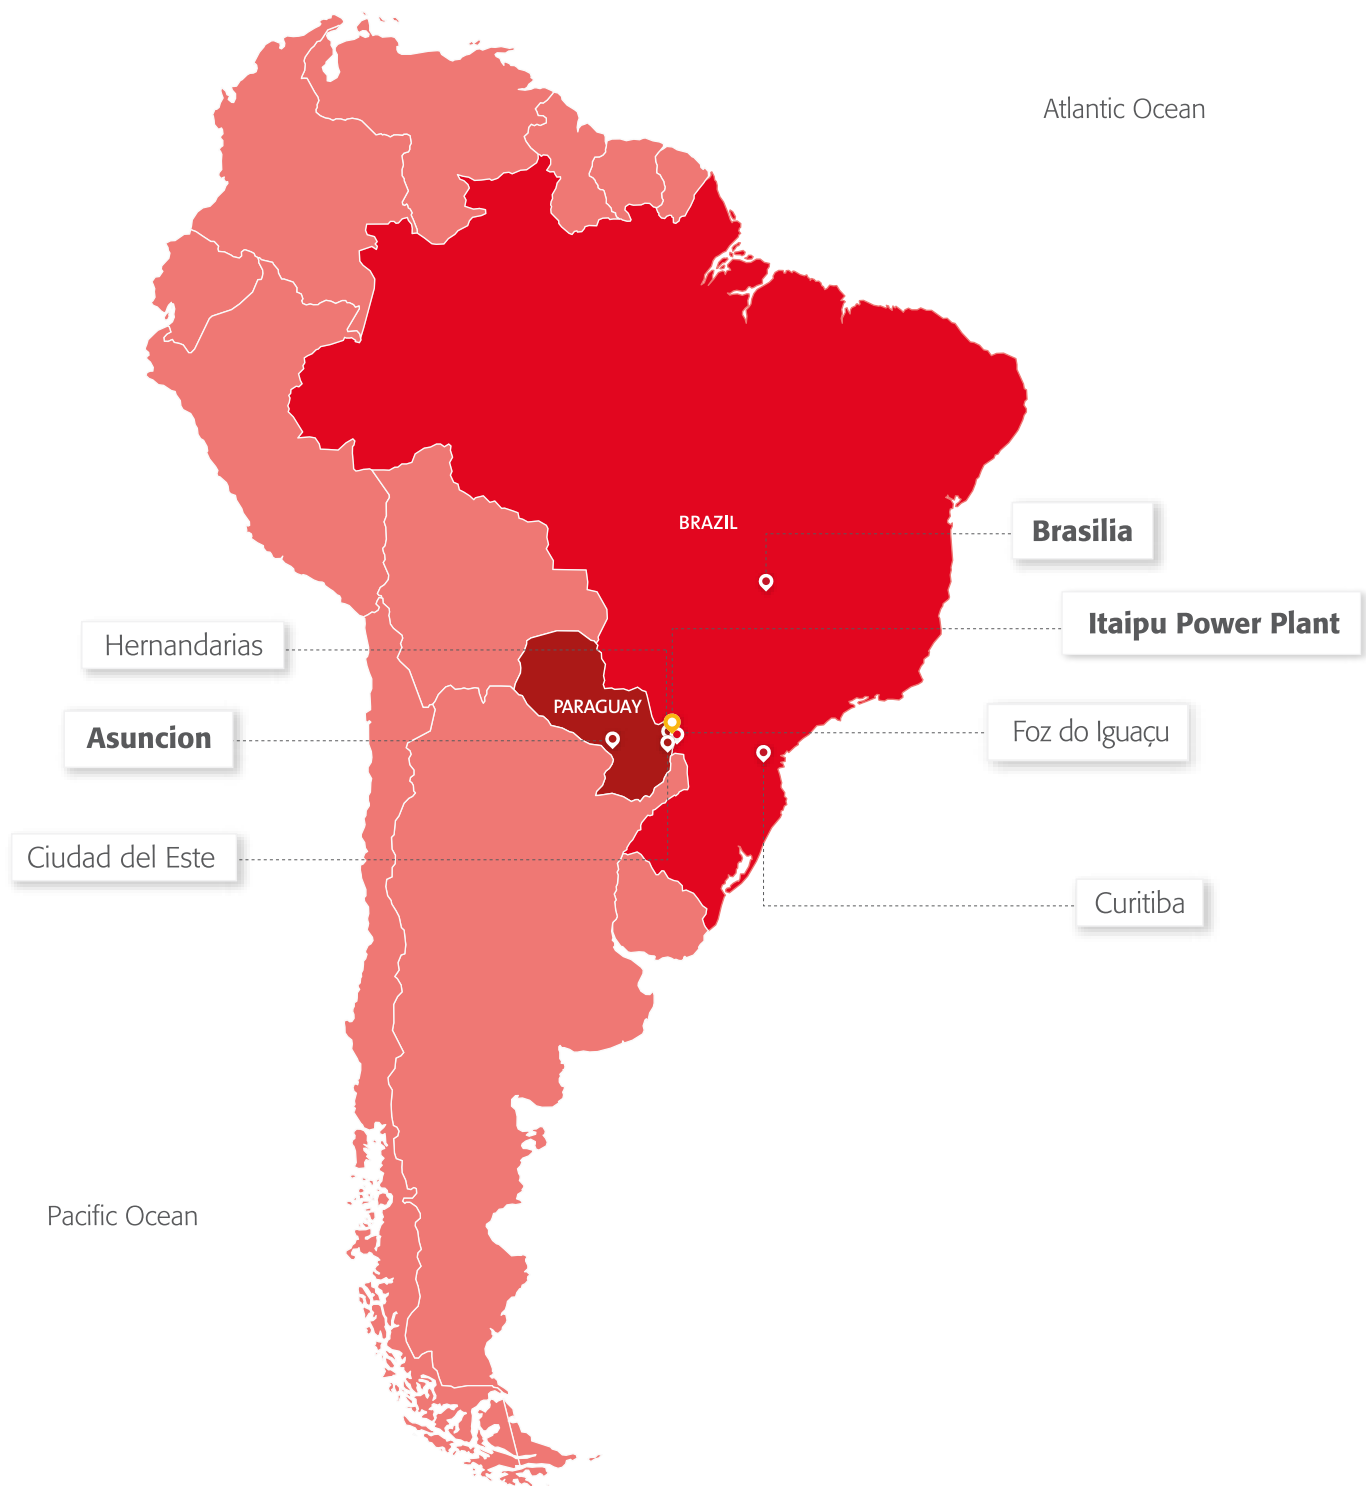 Atlantic Ocean
BRAZIL
Brasilia
Itaipu Power Plant
Hernandarias
PARAGUAY
Asuncion
Foz do Iguaçu
Ciudad del Este
Curitiba
Pacific Ocean